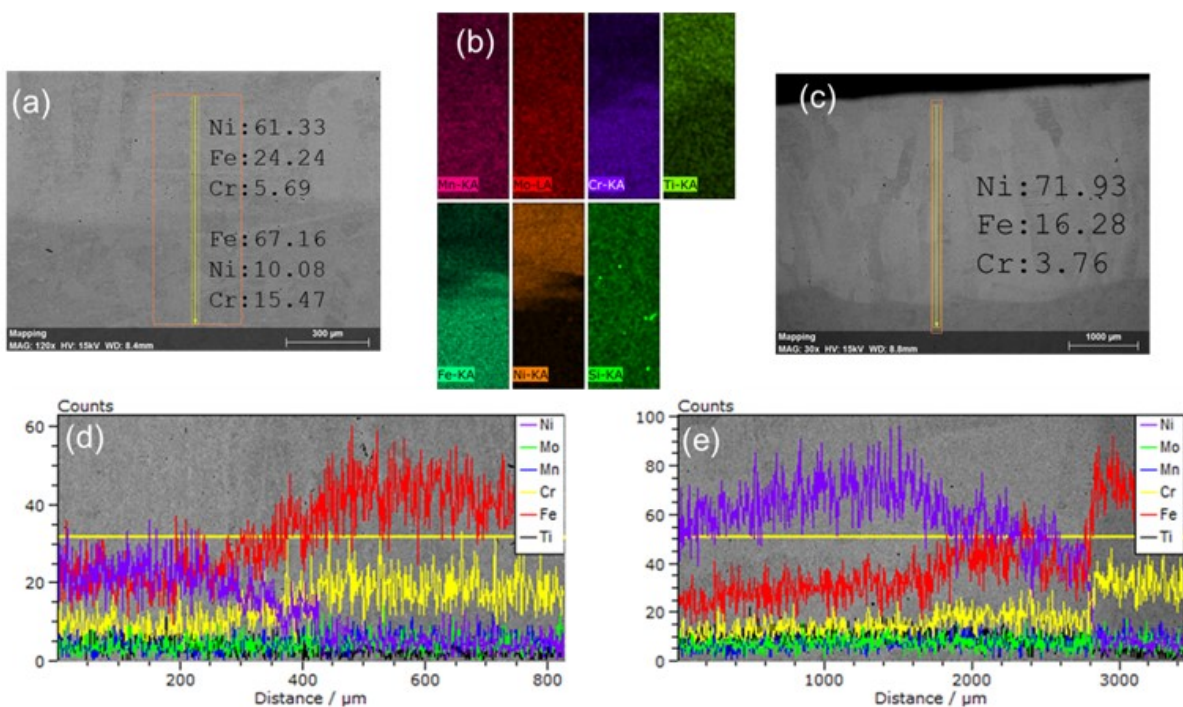 (a)
Ni:61.33
Fe:24.24
Cr:5.69
Fe:67.16
Ni:10.08
Cr:15.47
Mapping
MAG: 120x HV: 15kV WD: 8.4mm
300 µm
(b)
Mn-KA
Mo-LA
Cr-KA
Ti-KA
Fe-KA
Ni-KA
Si-KA
(c)
Ni:71.93
Fe:16.28
Cr:3.76
Mapping
MAG: 30x HV: 15kV WD: 8.8mm
1000 µm
Counts
(d)
60
40
20
0
200
400
600
800
Distance / µm
Ni
Mo
Mn
Cr
Fe
Ti
Counts
(e)
100
80
60
40
20
0
1000
2000
3000
Distance / µm
Ni
Mo
Mn
Cr
Fe
Ti